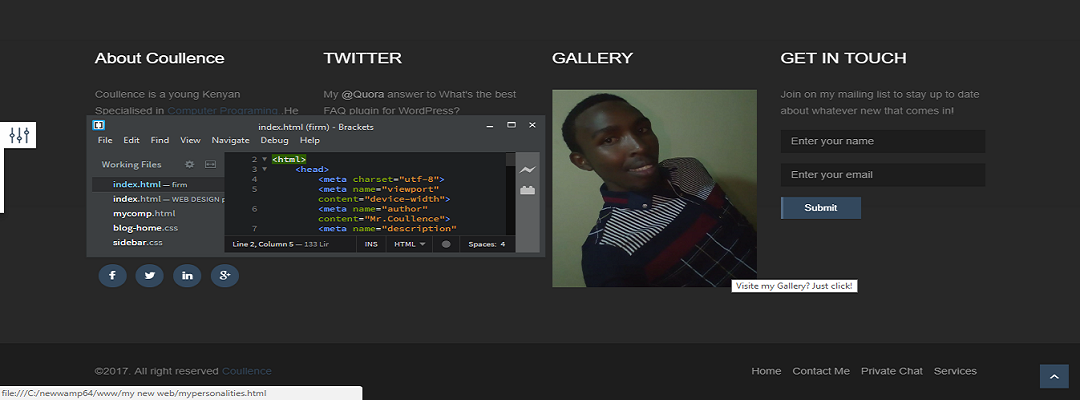 About Coullence
Coullence is a young Kenyan
Specialised in Computer Programing .He
TWITTER
My @Quora answer to What's the best
FAQ plugin for WordPress?
GALLERY
Visite my Gallery? Just click!
GET IN TOUCH
Join on my mailing list to stay up to date
about whatever new that comes in!
Enter your name
Enter your email
Submit
index.html (firm) - Brackets
File Edit Find View Navigate Debug Help
Working Files
index.html — firm
index.html — WEB DESIGN
mycomp.html
blog-home.css
sidebar.css
2 <html>
3 <head>
4 <meta charset="utf-8">
5 <meta name="viewport"
content="device-width">
6 <meta name="author"
content="Mr.Coullence">
7 <meta name="description"
Line 2, Column 5 — 133 Lir
INS HTML Spaces: 4
©2017. All right reserved Coullence
Home Contact Me Private Chat Services
file:///C:/newwamp64/www/my new web/mypersonalities.html